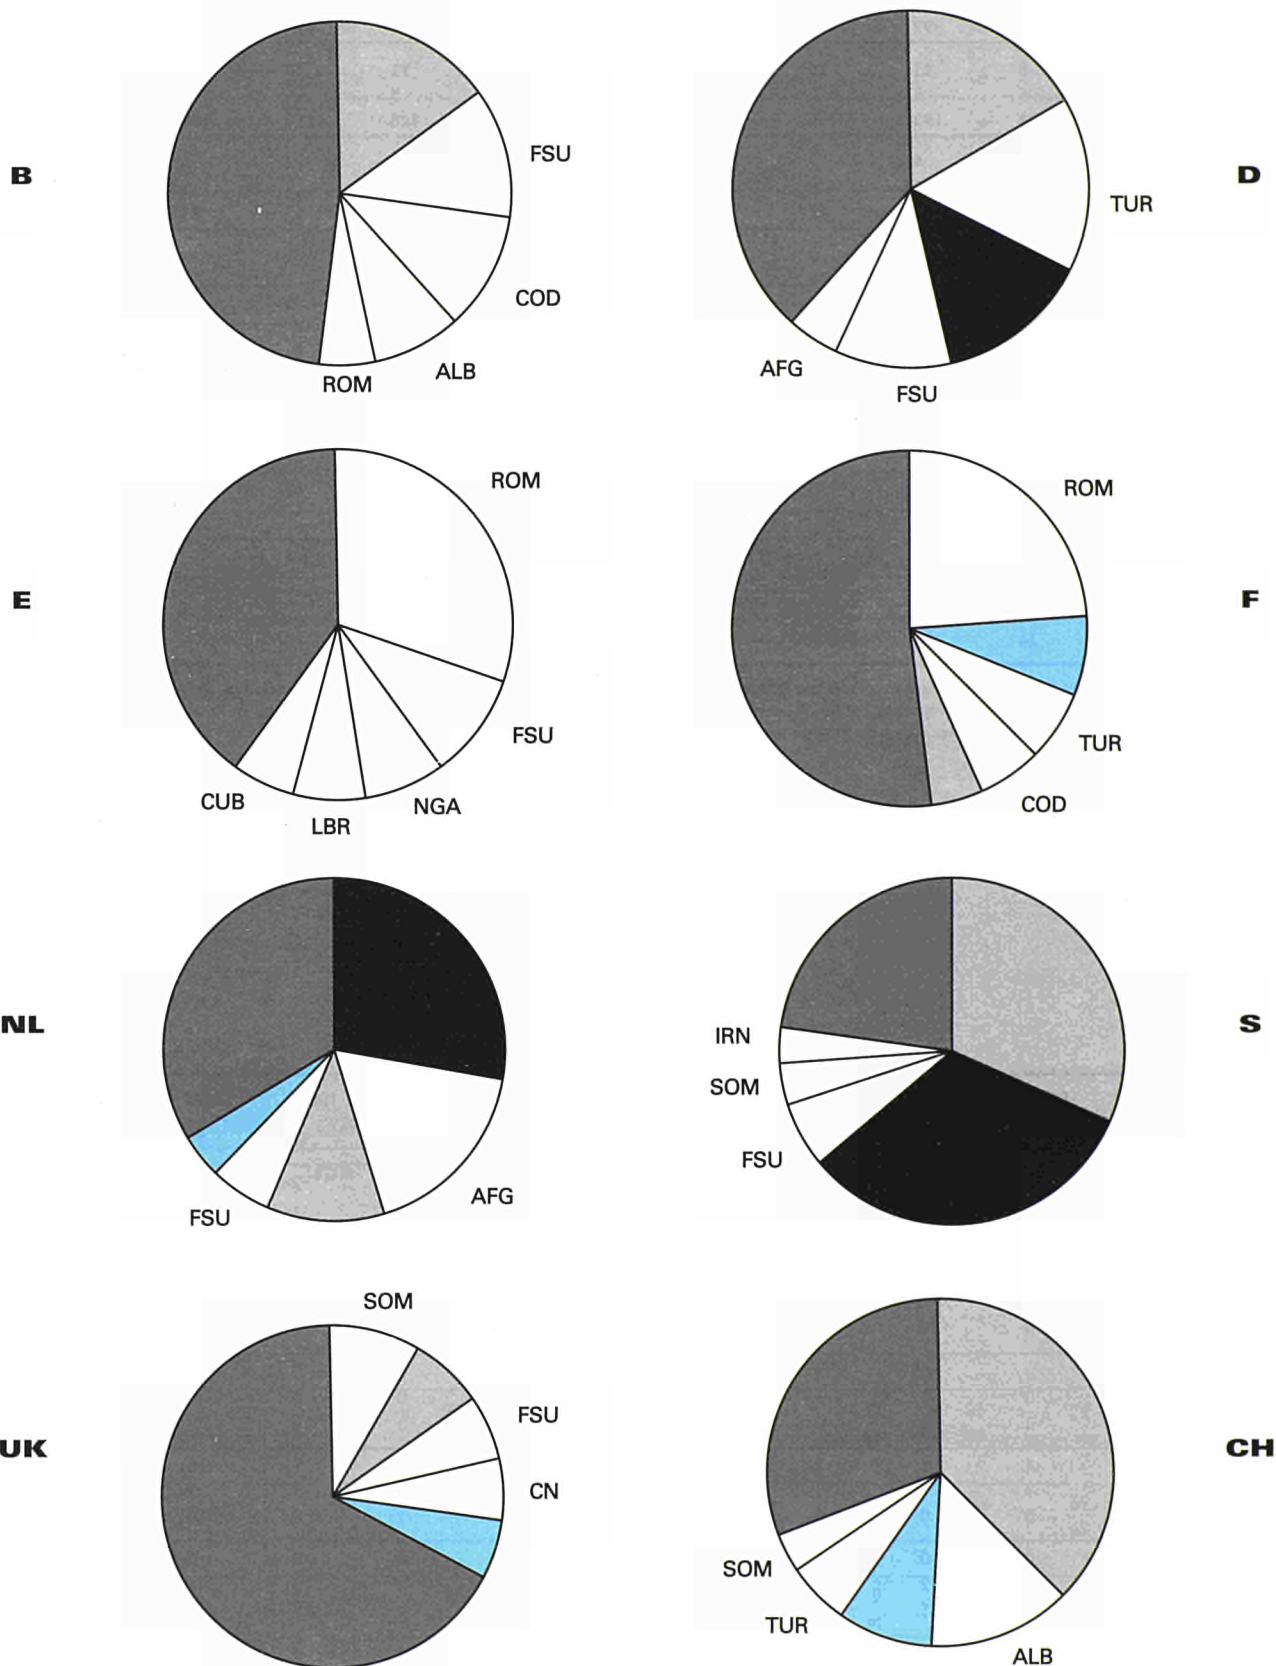 B
FSU
COD
ALB
ROM
D
TUR
FSU
AFG
E
ROM
FSU
NGA
LBR
CUB
F
ROM
TUR
COD
NL
AFG
FSU
S
IRN
SOM
FSU
UK
SOM
FSU
CN
CH
SOM
TUR
ALB